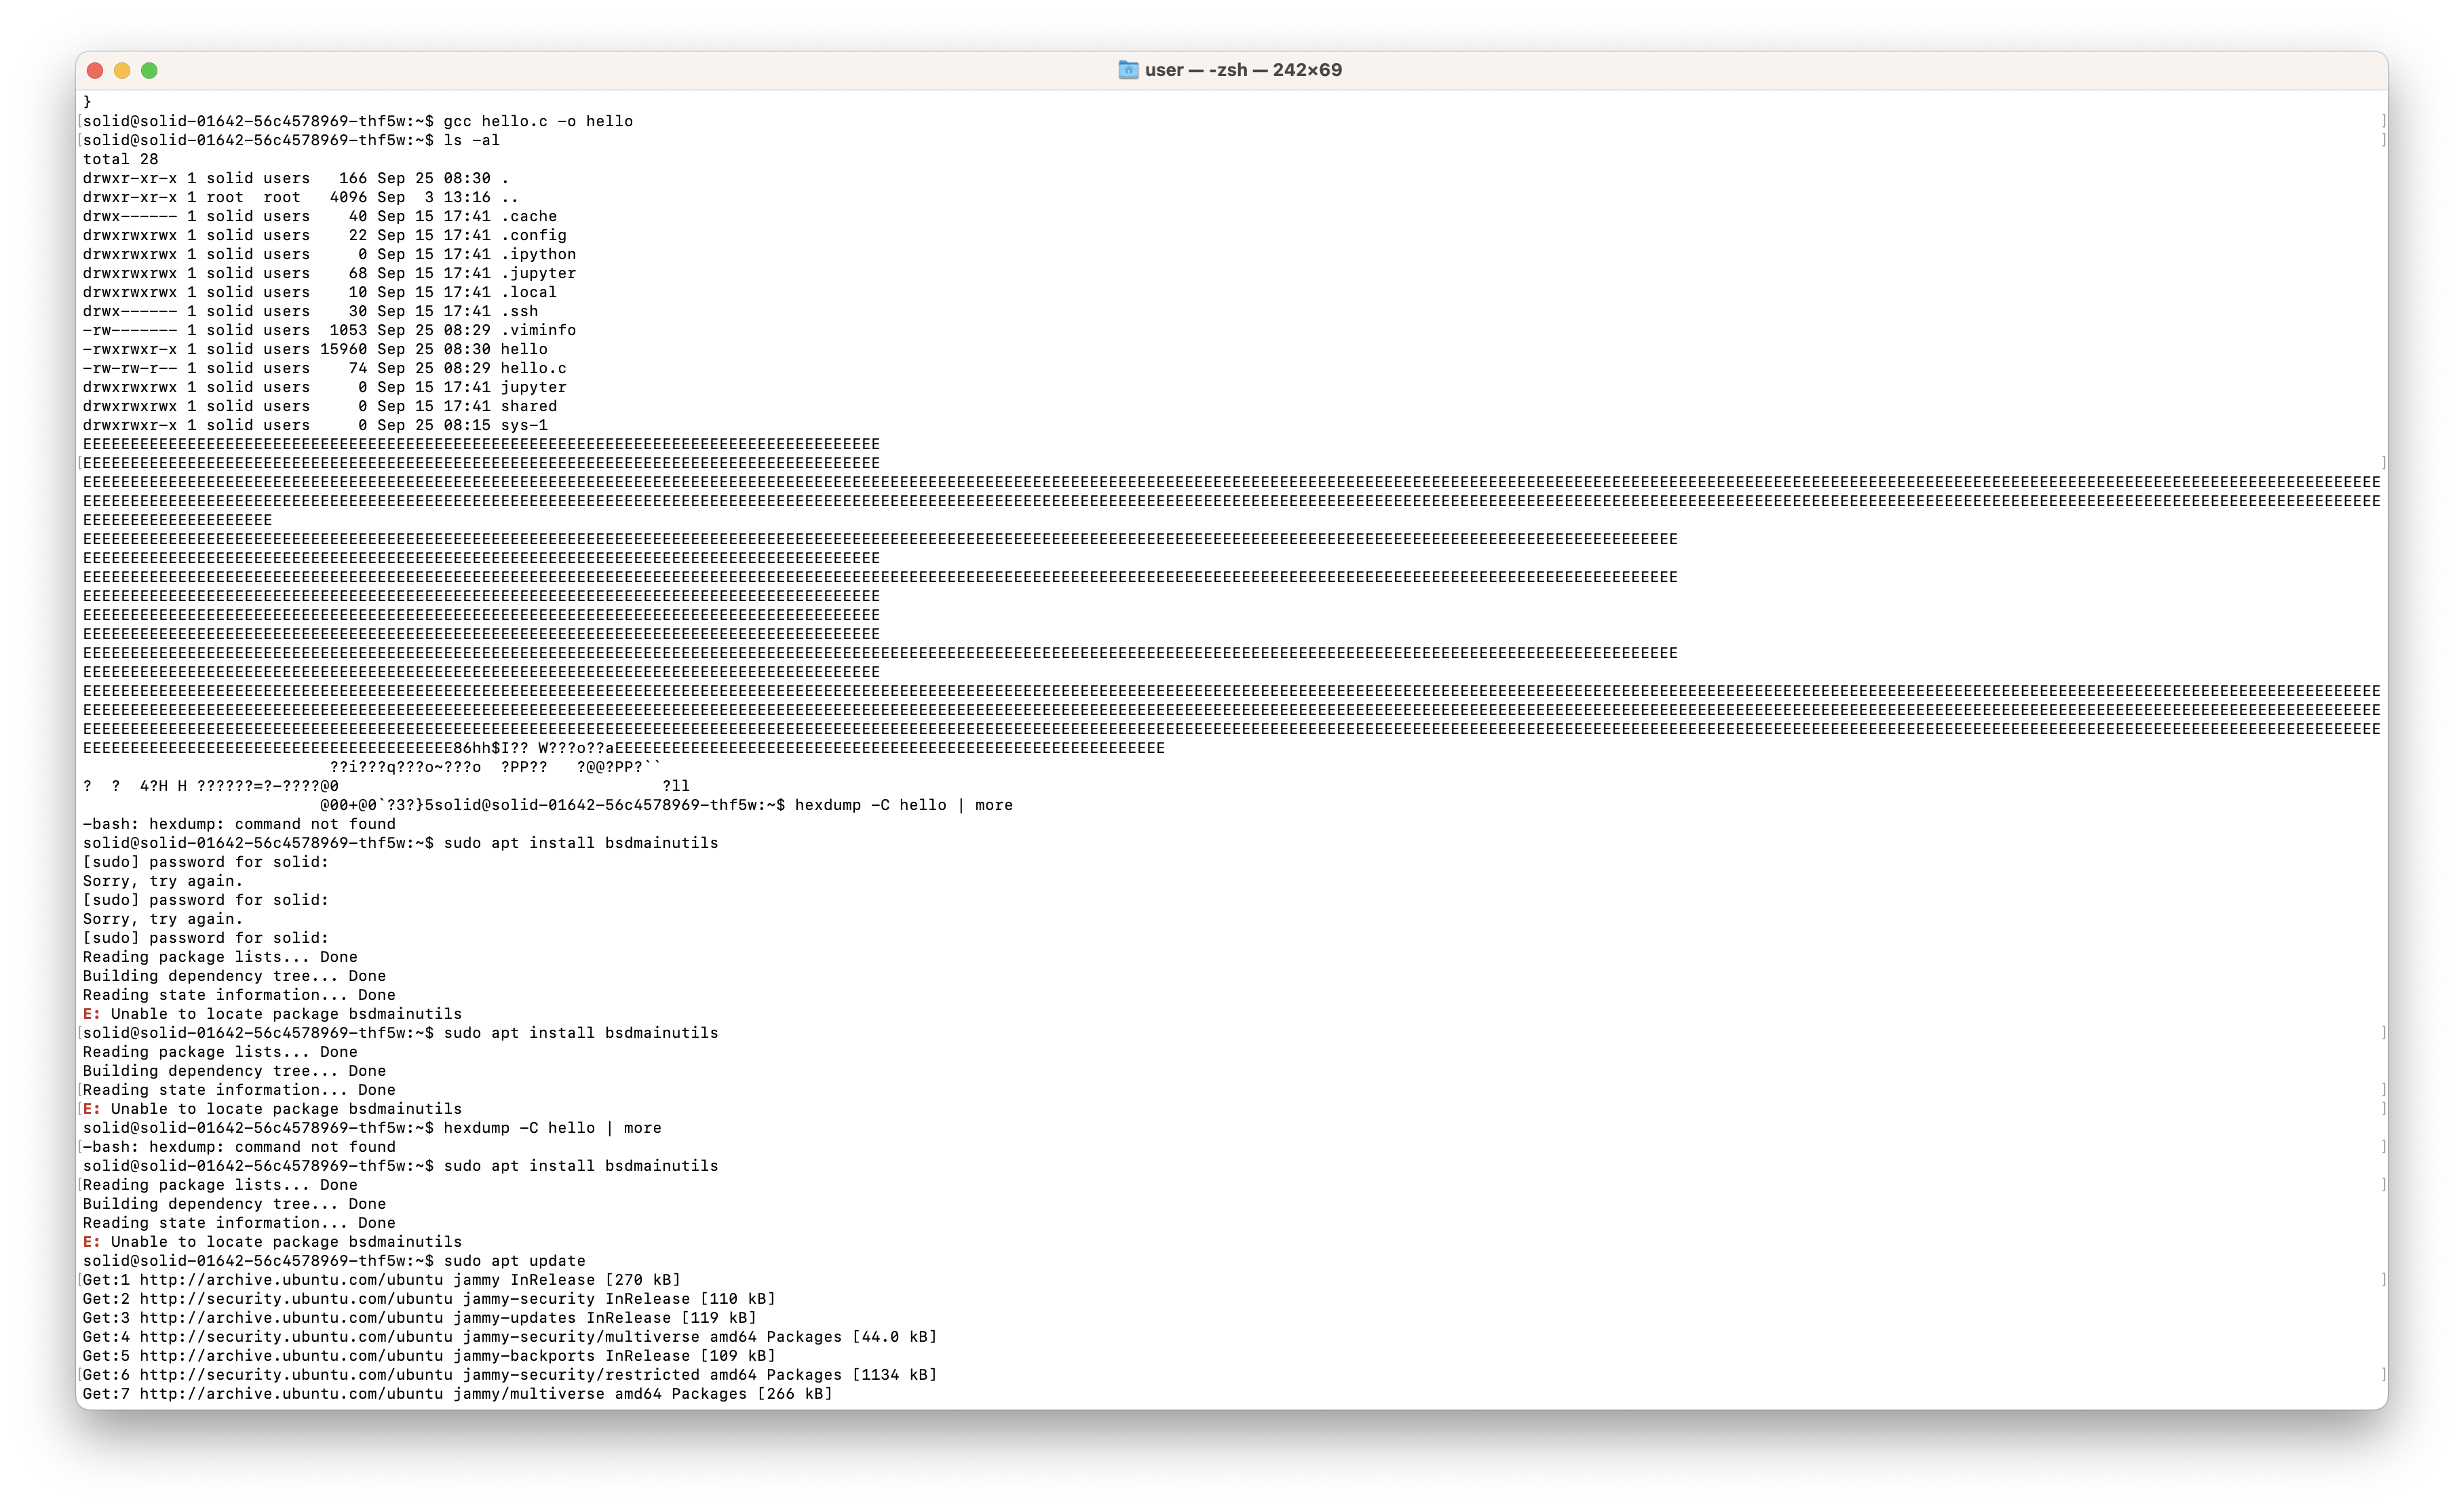 user — -zsh — 242×69
}
solid@solid-01642-56c4578969-thf5w:~$ gcc hello.c -o hello
solid@solid-01642-56c4578969-thf5w:~$ ls -al
total 28
drwxr-xr-x 1 solid users   166 Sep 25 08:30 .
drwxr-xr-x 1 root  root   4096 Sep  3 13:16 ..
drwx------ 1 solid users    40 Sep 15 17:41 .cache
drwxrwxrwx 1 solid users    22 Sep 15 17:41 .config
drwxrwxrwx 1 solid users     0 Sep 15 17:41 .ipython
drwxrwxrwx 1 solid users    68 Sep 15 17:41 .jupyter
drwxrwxrwx 1 solid users    10 Sep 15 17:41 .local
drwx------ 1 solid users    30 Sep 15 17:41 .ssh
-rw------- 1 solid users  1053 Sep 25 08:29 .viminfo
-rwxrwxr-x 1 solid users 15960 Sep 25 08:30 hello
-rw-rw-r-- 1 solid users    74 Sep 25 08:29 hello.c
drwxrwxrwx 1 solid users     0 Sep 15 17:41 jupyter
drwxrwxrwx 1 solid users     0 Sep 15 17:41 shared
drwxrwxr-x 1 solid users     0 Sep 25 08:15 sys-1
EEEEEEEEEEEEEEEEEEEE
86hh$I?? W???o??a
??i???q???o~???o  ?PP??   ?@@?PP?``
?  ?  4?H H ??????=?-????@0                                  ?ll
@00+@0`?3?}5solid@solid-01642-56c4578969-thf5w:~$ hexdump -C hello | more
-bash: hexdump: command not found
solid@solid-01642-56c4578969-thf5w:~$ sudo apt install bsdmainutils
[sudo] password for solid:
Sorry, try again.
[sudo] password for solid:
Sorry, try again.
[sudo] password for solid:
Reading package lists... Done
Building dependency tree... Done
Reading state information... Done
E: Unable to locate package bsdmainutils
solid@solid-01642-56c4578969-thf5w:~$ sudo apt install bsdmainutils
Reading package lists... Done
Building dependency tree... Done
Reading state information... Done
E: Unable to locate package bsdmainutils
solid@solid-01642-56c4578969-thf5w:~$ hexdump -C hello | more
-bash: hexdump: command not found
solid@solid-01642-56c4578969-thf5w:~$ sudo apt install bsdmainutils
Reading package lists... Done
Building dependency tree... Done
Reading state information... Done
E: Unable to locate package bsdmainutils
solid@solid-01642-56c4578969-thf5w:~$ sudo apt update
Get:1 http://archive.ubuntu.com/ubuntu jammy InRelease [270 kB]
Get:2 http://security.ubuntu.com/ubuntu jammy-security InRelease [110 kB]
Get:3 http://archive.ubuntu.com/ubuntu jammy-updates InRelease [119 kB]
Get:4 http://security.ubuntu.com/ubuntu jammy-security/multiverse amd64 Packages [44.0 kB]
Get:5 http://archive.ubuntu.com/ubuntu jammy-backports InRelease [109 kB]
Get:6 http://security.ubuntu.com/ubuntu jammy-security/restricted amd64 Packages [1134 kB]
Get:7 http://archive.ubuntu.com/ubuntu jammy/multiverse amd64 Packages [266 kB]